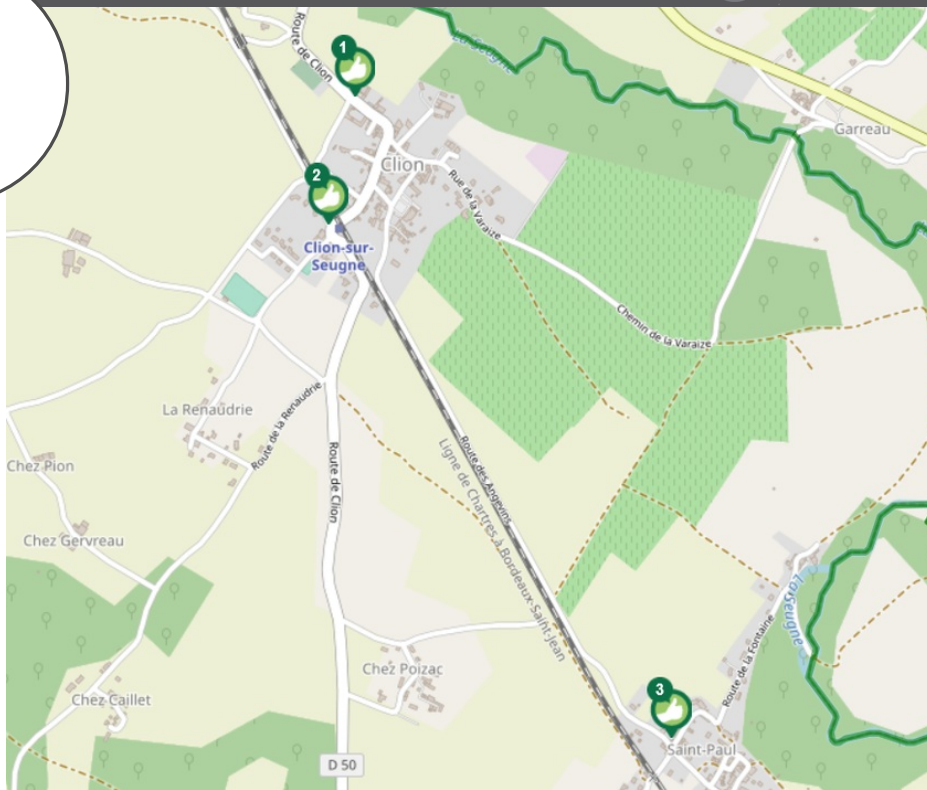 Route de Clion
1
La Seugne
Garreau
Clion
2
Rue de la Varaize
Clion-sur-
Seugne
Chemin de la Varaize
La Renaudrie
Route de la Renaudrie
Chez Pion
Route de Clion
Route des Angevins
Ligne de Chartres à Bordeaux-Saint-Jean
Chez Gervreau
La Seugne
Route de la Fontaine
Chez Poizac
3
Chez Caillet
Saint-Paul
D 50